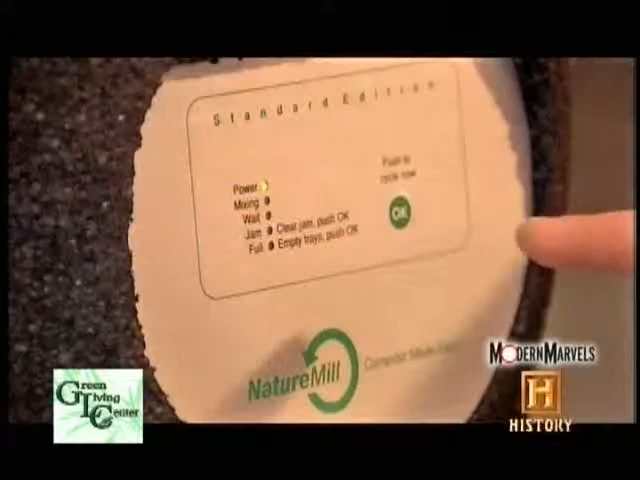 Standard Edition
Power
Mixing
Wait
Jam Clear jam, push OK
Full Empty trays, push OK
Push to
cycle now
OK
NatureMill
Compost Made Easy
Green
Living
Center
MODERN MARVELS
H
HISTORY